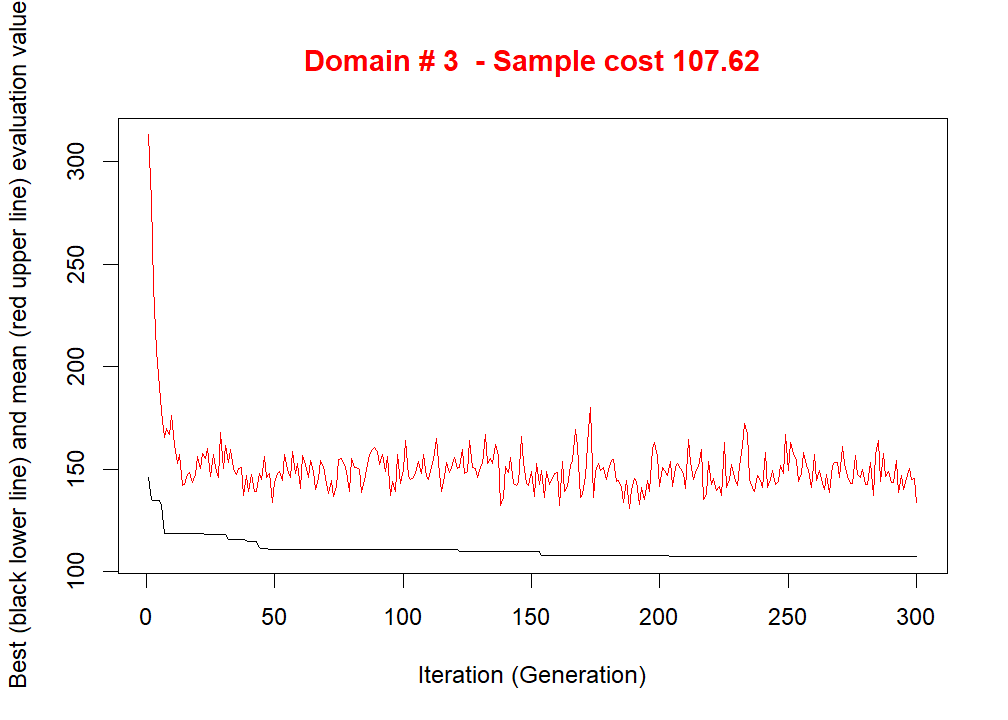 Domain # 3  - Sample cost 107.62
Best (black lower line) and mean (red upper line) evaluation value
300
250
200
150
100
0 50 100 150 200 250 300
Iteration (Generation)